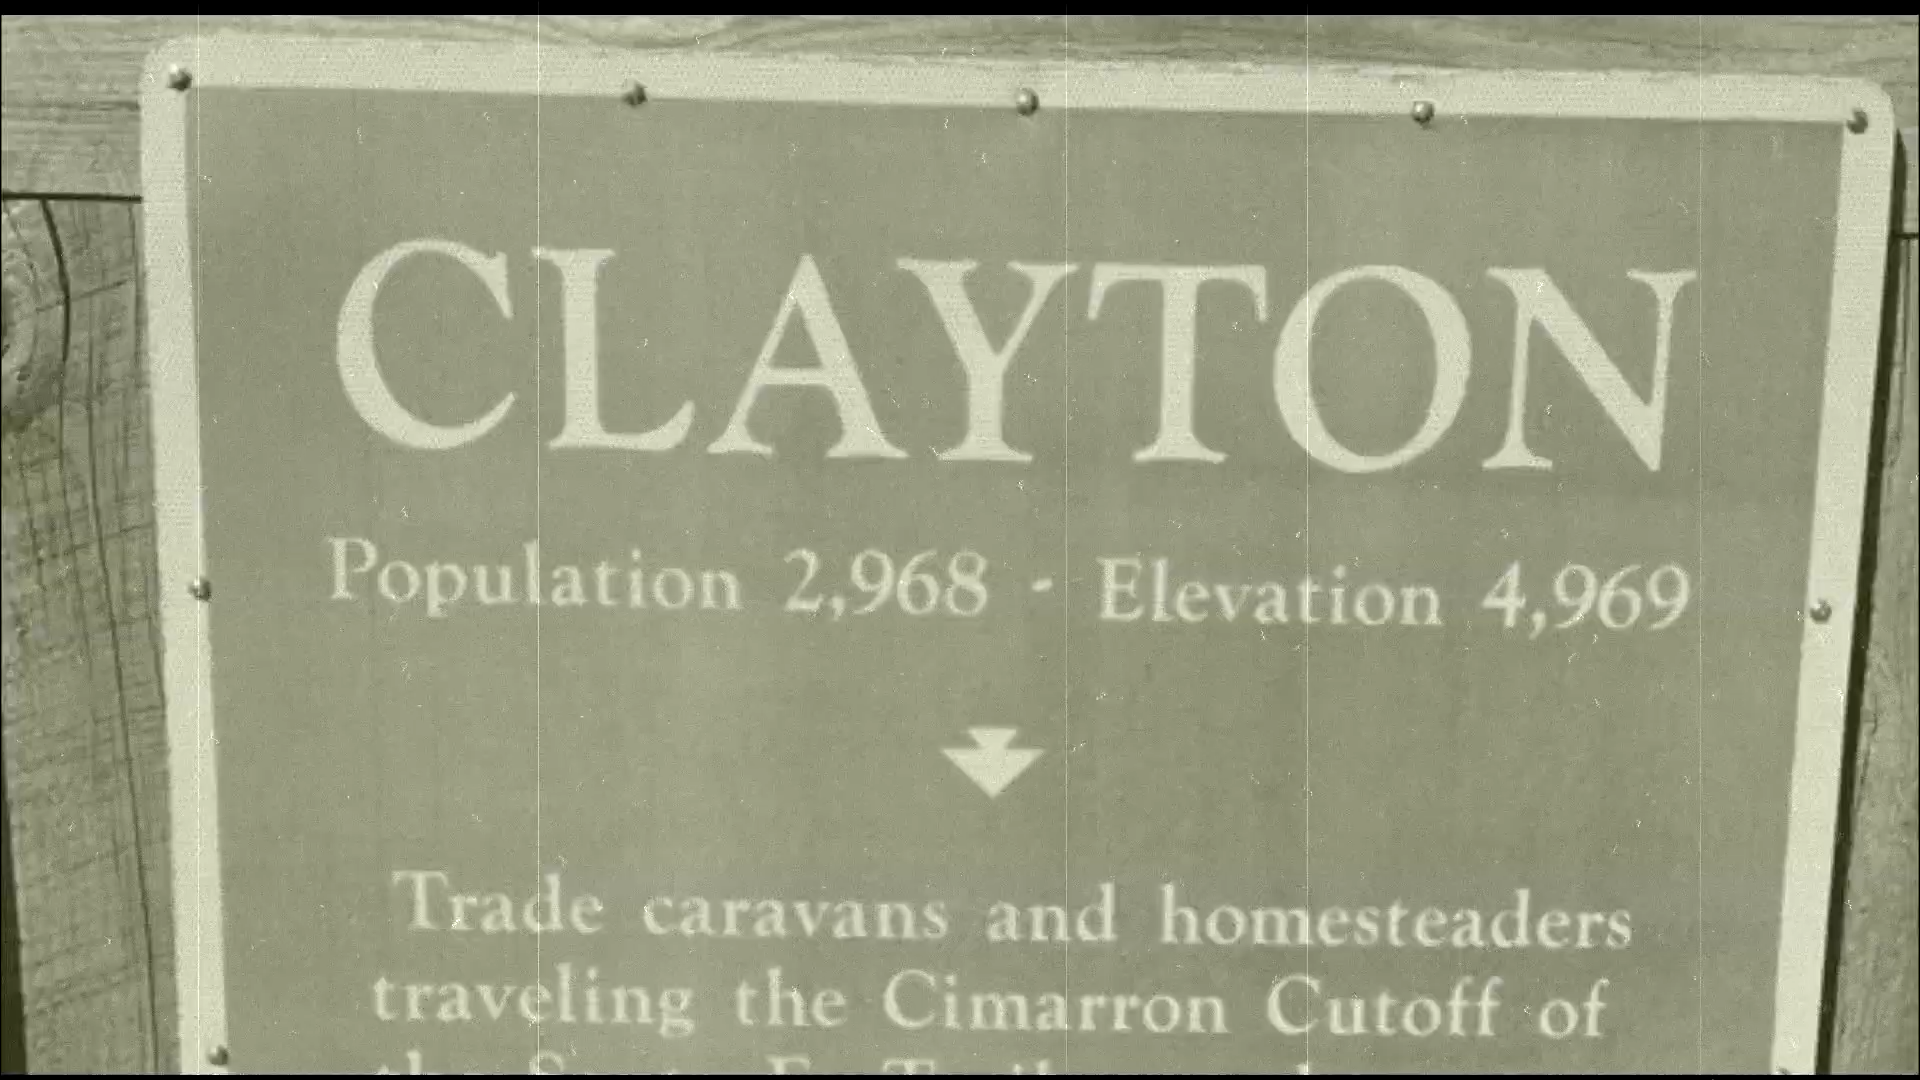 CLAYTON
Population 2,968 - Elevation 4,969
Trade caravans and homesteaders
traveling the Cimarron Cutoff of